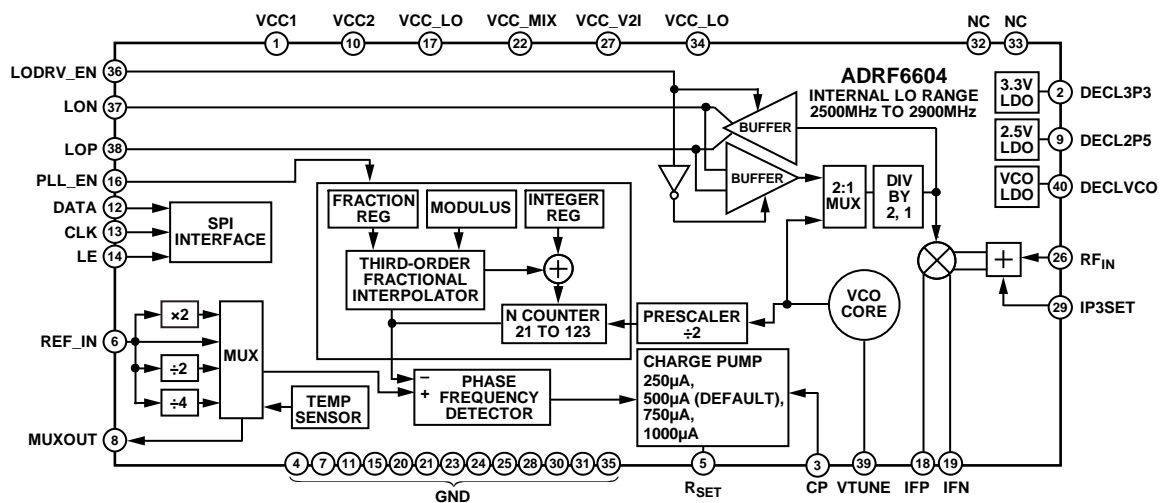 VCC1 VCC2 VCC_LO VCC_MIX VCC_V2I VCC_LO NC NC
1 10 17 22 27 34 32 33
LODRV_EN 36
LON 37
LOP 38
PLL_EN 16
DATA 12
CLK 13
LE 14
SPI
INTERFACE
ADRF6604
INTERNAL LO RANGE
2500MHz TO 2900MHz
BUFFER
BUFFER
3.3V
LDO
2 DECL3P3
2.5V
LDO
9 DECL2P5
VCO
LDO
40 DECLVCO
2:1
MUX
DIV
BY
2, 1
FRACTION
REG
MODULUS
INTEGER
REG
THIRD-ORDER
FRACTIONAL
INTERPOLATOR
+
N COUNTER
21 TO 123
PRESCALER
÷2
VCO
CORE
+
26 RFIN
29 IP3SET
REF_IN 6
×2
÷2
÷4
MUX
TEMP
SENSOR
MUXOUT 8
−
+
PHASE
FREQUENCY
DETECTOR
CHARGE PUMP
250µA,
500µA (DEFAULT),
750µA,
1000µA
4 7 11 15 20 21 23 24 25 28 30 31 35
GND
5
RSET
3
CP
39
VTUNE
18
IFP
19
IFN